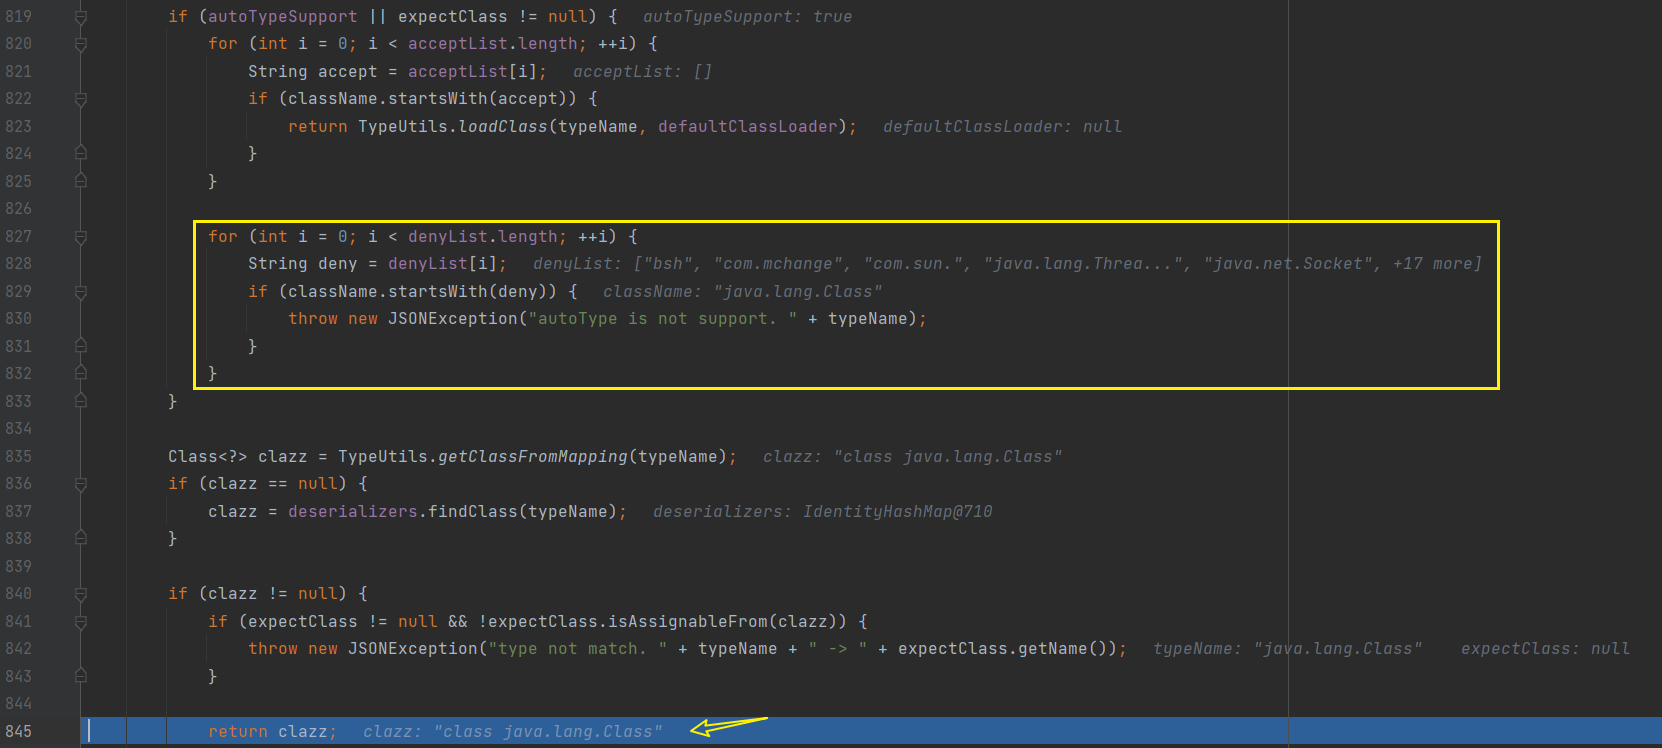 819 if (autoTypeSupport || expectClass != null) { autoTypeSupport: true
820 for (int i = 0; i < acceptList.length; ++i) {
821 String accept = acceptList[i]; acceptList: []
822 if (className.startsWith(accept)) {
823 return TypeUtils.loadClass(typeName, defaultClassLoader); defaultClassLoader: null
824 }
825 }
826
827 for (int i = 0; i < denyList.length; ++i) {
828 String deny = denyList[i]; denyList: ["bsh", "com.mchange", "com.sun.", "java.lang.Threa...", "java.net.Socket", +17 more]
829 if (className.startsWith(deny)) { className: "java.lang.Class"
830 throw new JSONException("autoType is not support. " + typeName);
831 }
832 }
833 }
834
835 Class<?> clazz = TypeUtils.getClassFromMapping(typeName); clazz: "class java.lang.Class"
836 if (clazz == null) {
837 clazz = deserializers.findClass(typeName); deserializers: IdentityHashMap@710
838 }
839
840 if (clazz != null) {
841 if (expectClass != null && !expectClass.isAssignableFrom(clazz)) {
842 throw new JSONException("type not match. " + typeName + " -> " + expectClass.getName()); typeName: "java.lang.Class" expectClass: null
843 }
844
845 return clazz; clazz: "class java.lang.Class"